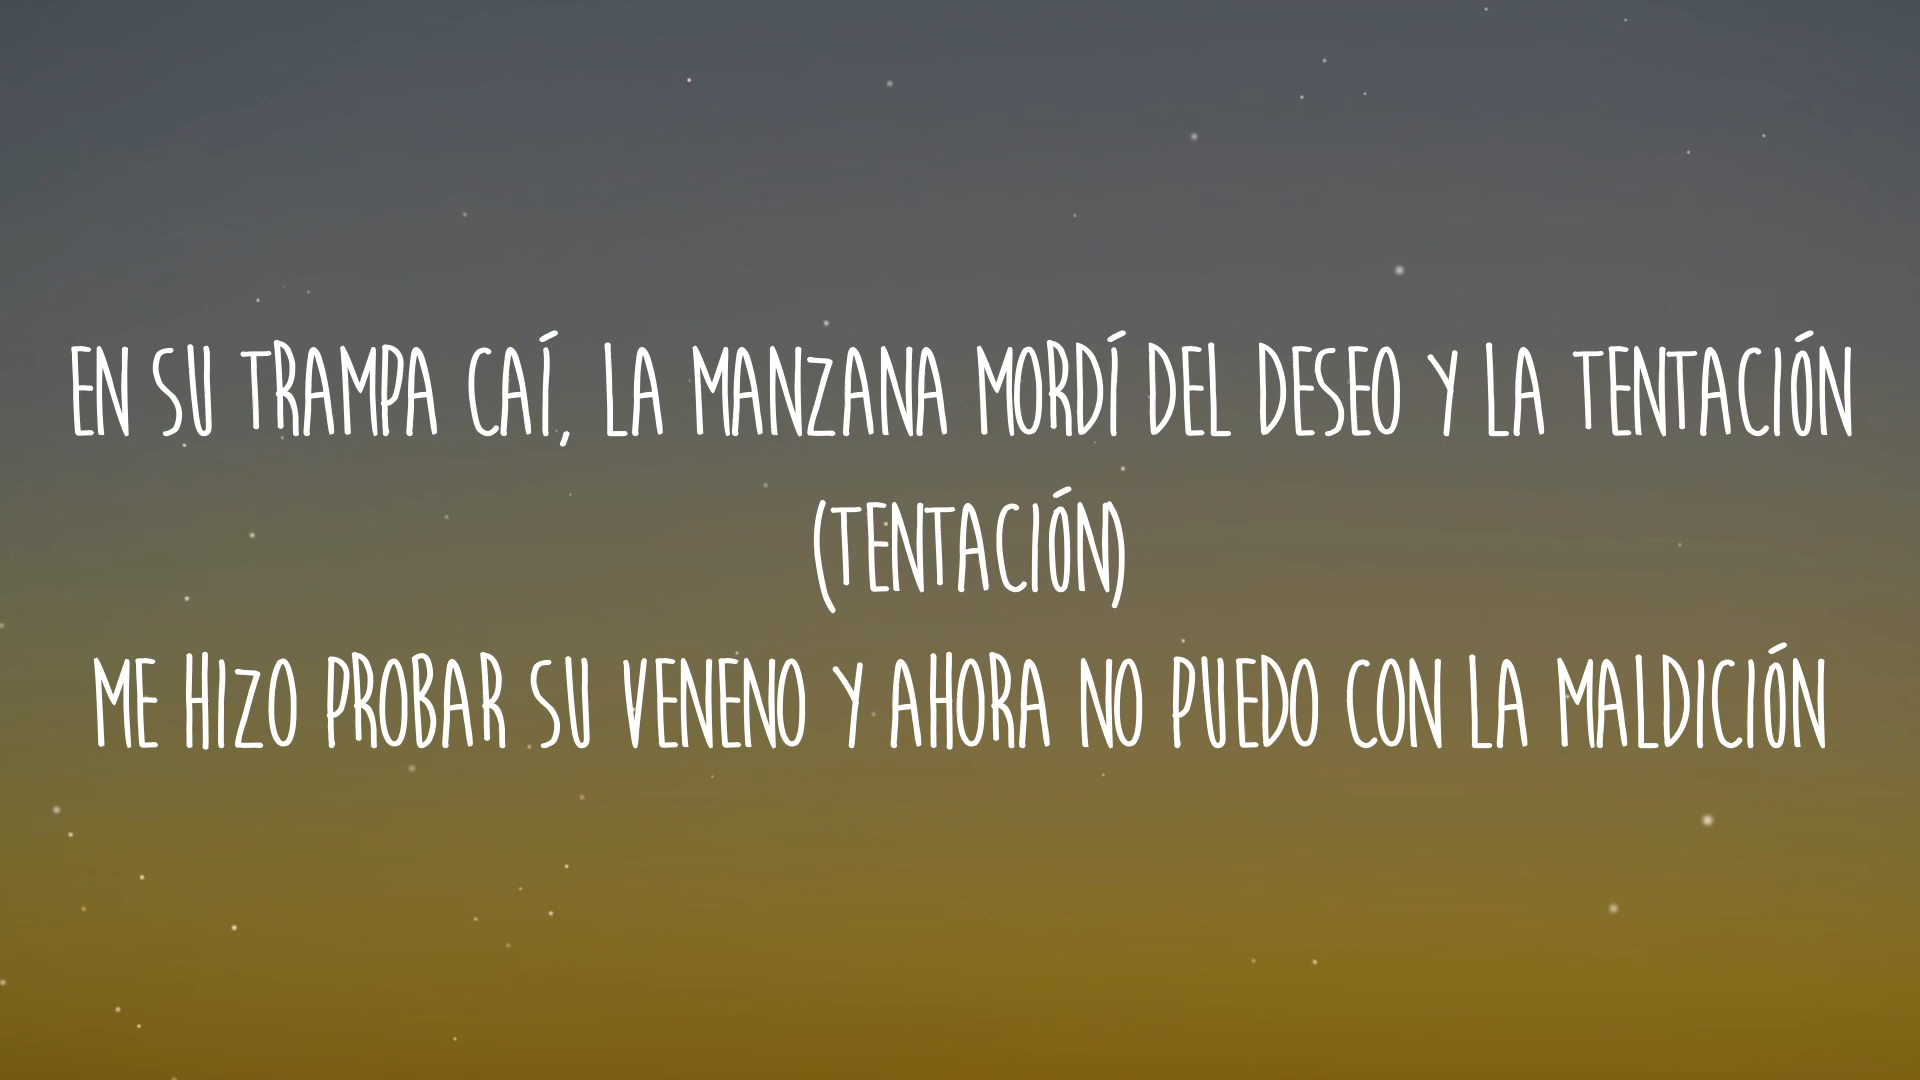 EN SU TRAMPA CAÍ, LA MANZANA MORDÍ DEL DESEO Y LA TENTACIÓN
(TENTACIÓN)
ME HIZO PROBAR SU VENENO Y AHORA NO PUEDO CON LA MALDICIÓN